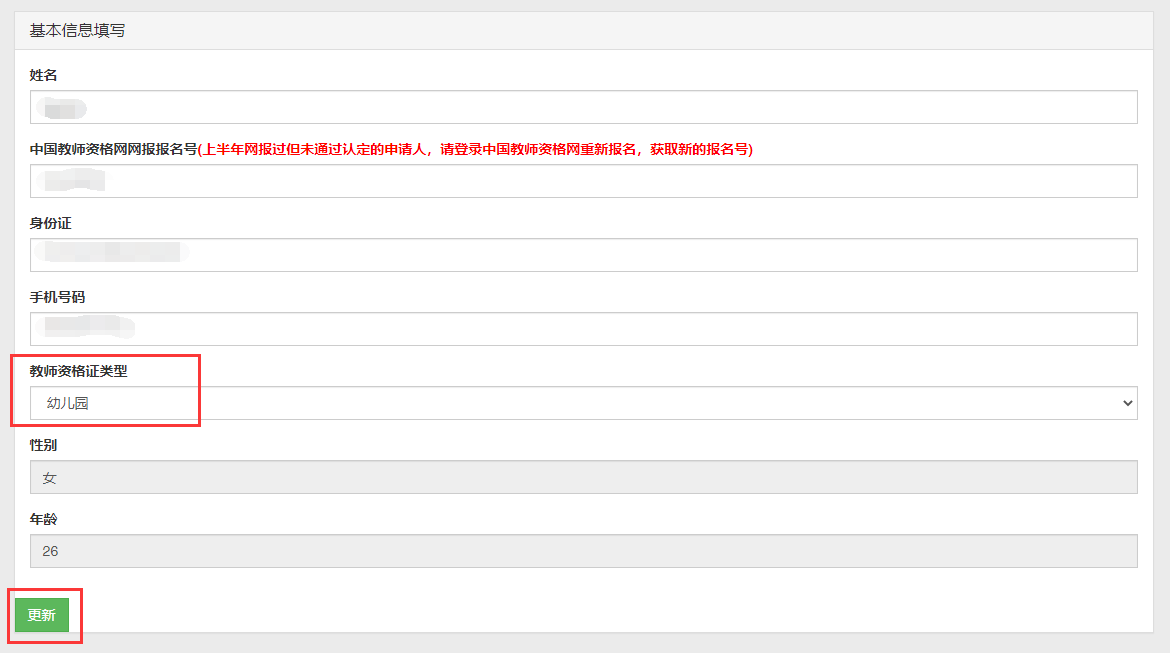 基本信息填写
姓名
中国教师资格网网报报名号(上半年网报过但未通过认定的申请人，请登录中国教师资格网重新报名，获取新的报名号)
身份证
手机号码
教师资格证类型
幼儿园
性别
女
年龄
26
更新